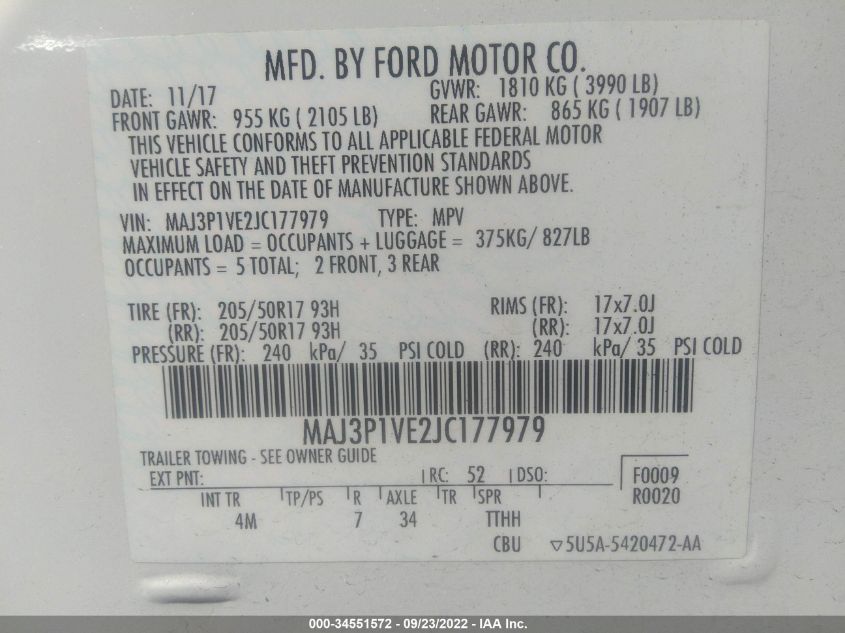 MFD. BY FORD MOTOR CO.
DATE: 11/17 GVWR: 1810 KG ( 3990 LB)
FRONT GAWR: 955 KG ( 2105 LB) REAR GAWR: 865 KG ( 1907 LB)
THIS VEHICLE CONFORMS TO ALL APPLICABLE FEDERAL MOTOR
VEHICLE SAFETY AND THEFT PREVENTION STANDARDS
IN EFFECT ON THE DATE OF MANUFACTURE SHOWN ABOVE.
VIN: MAJ3P1VE2JC177979 TYPE: MPV
MAXIMUM LOAD = OCCUPANTS + LUGGAGE = 375KG/ 827LB
OCCUPANTS = 5 TOTAL; 2 FRONT, 3 REAR
TIRE (FR): 205/50R17 93H RIMS (FR): 17x7.0J
(RR): 205/50R17 93H (RR): 17x7.0J
PRESSURE (FR): 240 kPa/ 35 PSI COLD (RR): 240 kPa/ 35 PSI COLD
MAJ3P1VE2JC177979
TRAILER TOWING - SEE OWNER GUIDE
EXT PNT: RC: 52 DSO: F0009
R0020
INT TR TP/PS R AXLE TR SPR
4M 7 34 TTHH
CBU ▽5U5A-5420472-AA
000-34551572 - 09/23/2022 - IAA Inc.